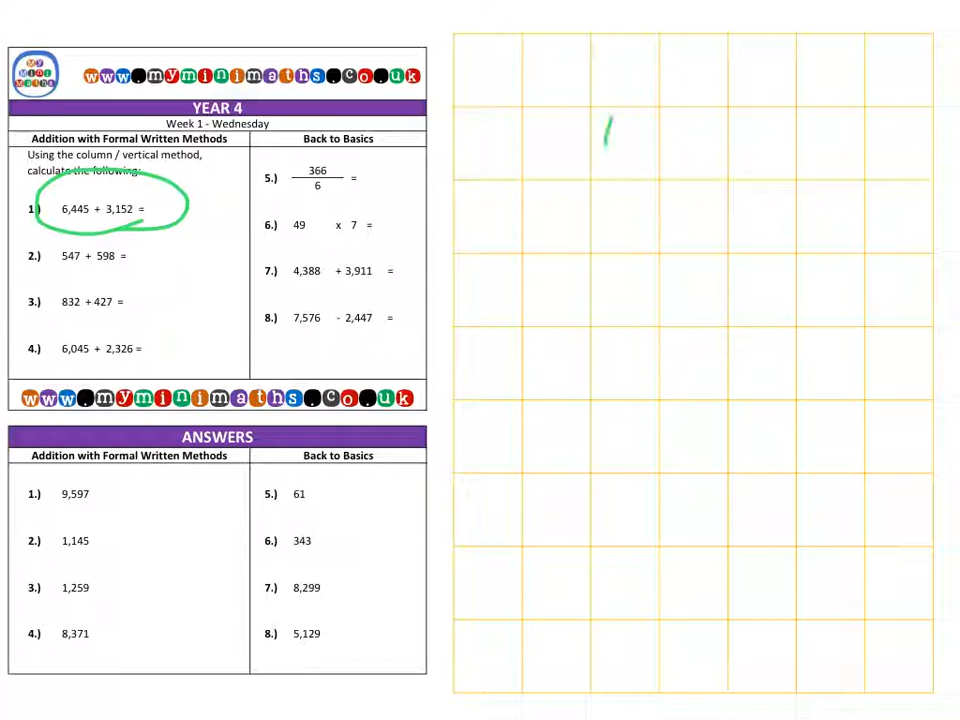 My
Mini
Maths
www.myminimaths.co.uk
YEAR 4
Week 1 - Wednesday
Addition with Formal Written Methods
Back to Basics
Using the column / vertical method,
calculate the following:
1.) 6,445 + 3,152 =
2.) 547 + 598 =
3.) 832 + 427 =
4.) 6,045 + 2,326 =
5.) 366
6 =
6.) 49 x 7 =
7.) 4,388 + 3,911 =
8.) 7,576 - 2,447 =
www.myminimaths.co.uk
ANSWERS
Addition with Formal Written Methods
Back to Basics
1.) 9,597
2.) 1,145
3.) 1,259
4.) 8,371
5.) 61
6.) 343
7.) 8,299
8.) 5,129